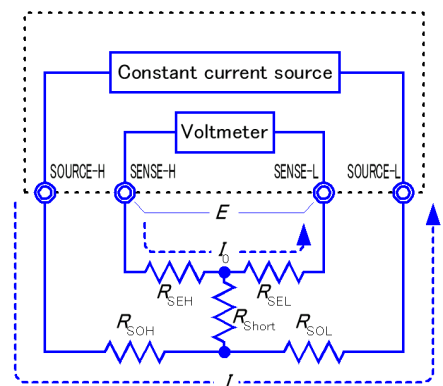 Constant current source
Voltmeter
SOURCE-H SENSE-H SENSE-L SOURCE-L
E
I0
RSEH RSEL
RShort
RSOH RSOL
I